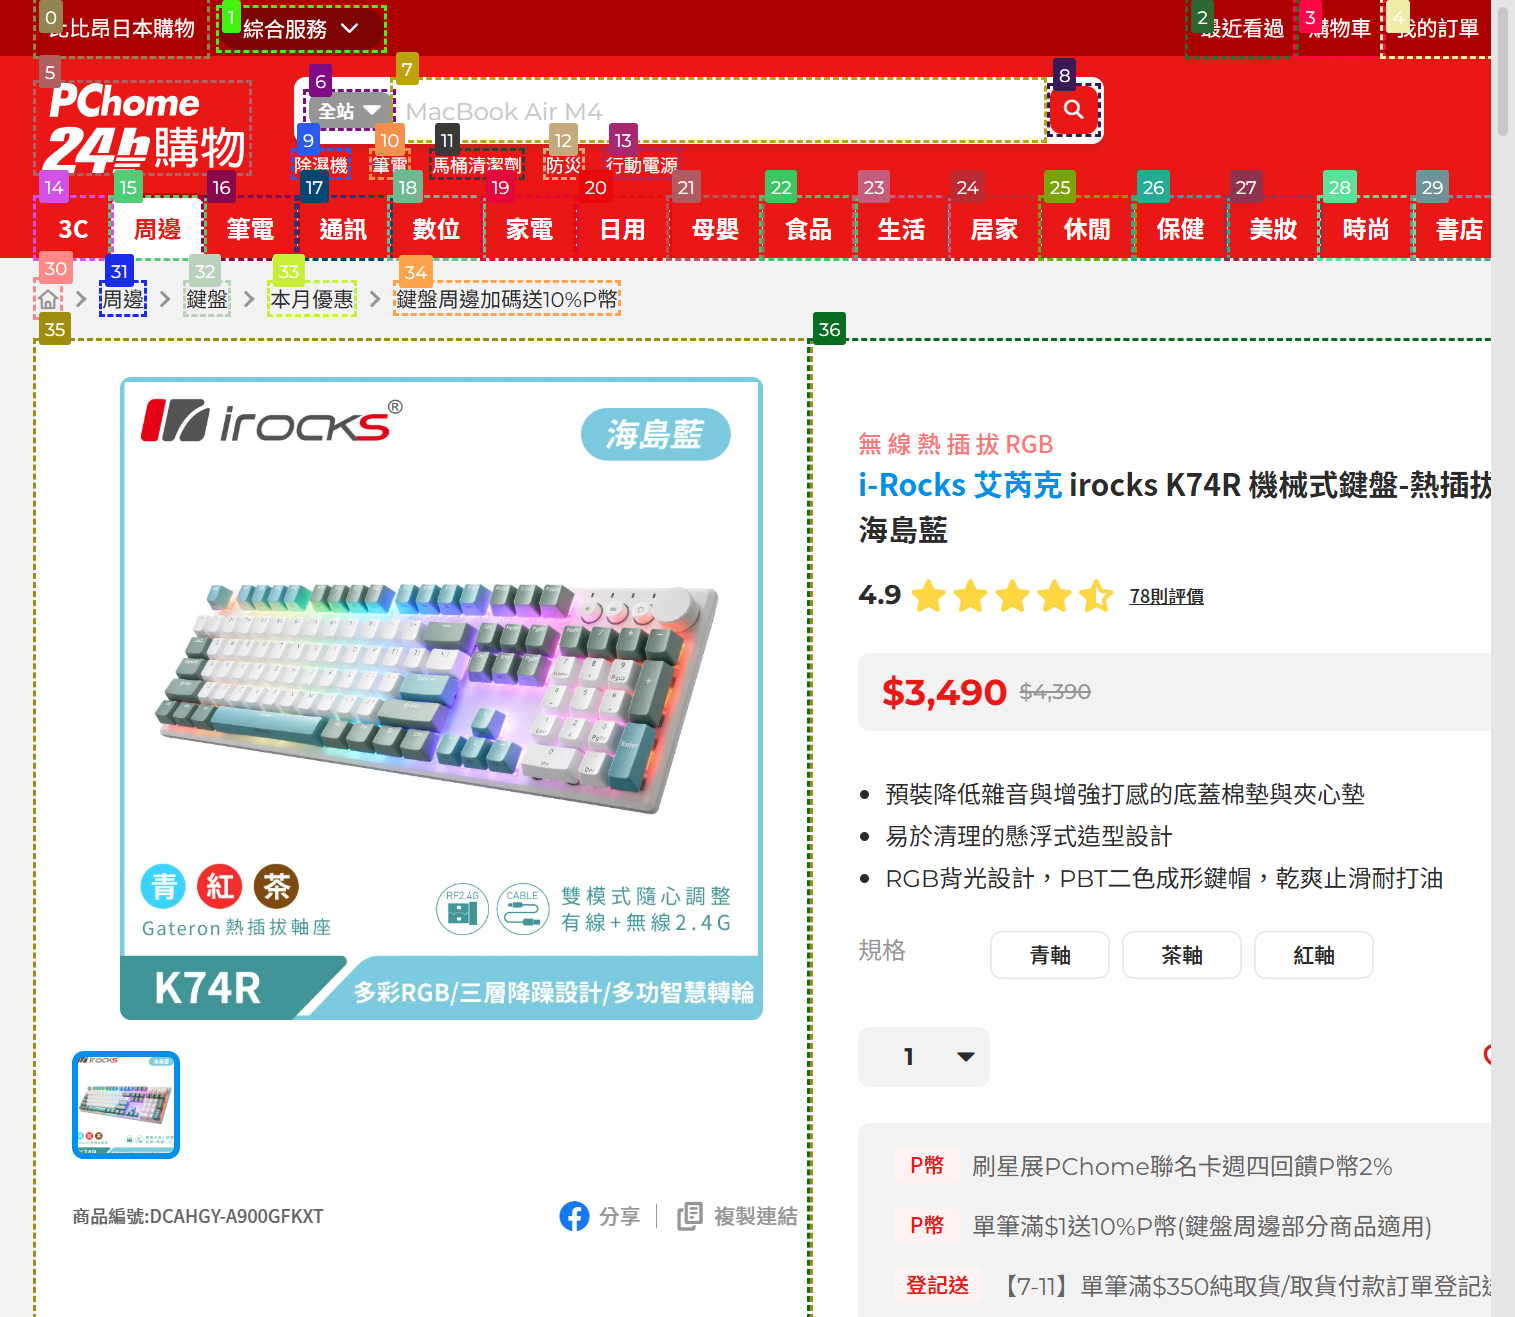 0
比比昂日本購物
1
綜合服務
2
最近看過
3
購物車
4
我的訂單
5
PChome
24h購物
6
全站
7
MacBook Air M4
8
9
除濕機
10
筆電
11
馬桶清潔劑
12
防災
13
行動電源
14
3C
15
周邊
16
筆電
17
通訊
18
數位
19
家電
20
日用
21
母嬰
22
食品
23
生活
24
居家
25
休閒
26
保健
27
美妝
28
時尚
29
書店
30
31
周邊
32
鍵盤
33
本月優惠
34
鍵盤周邊加碼送10%P幣
35
36
irocks®
海島藍
青 紅 茶
Gateron 熱插拔軸座
RF2.4G
CABLE
雙模式隨心調整
有線+無線2.4G
K74R
多彩RGB/三層降躁設計/多功智慧轉輪
商品編號:DCAHGY-A900GFKXT
分享
複製連結
無 線 熱 插 拔 RGB
i-Rocks 艾芮克 irocks K74R 機械式鍵盤-熱插拔
海島藍
4.9
78則評價
$3,490 $4,390
預裝降低雜音與增強打感的底蓋棉墊與夾心墊
易於清理的懸浮式造型設計
RGB背光設計，PBT二色成形鍵帽，乾爽止滑耐打油
規格
青軸
茶軸
紅軸
1
P幣 刷星展PChome聯名卡週四回饋P幣2%
P幣 單筆滿$1送10%P幣(鍵盤周邊部分商品適用)
登記送 【7-11】單筆滿$350純取貨/取貨付款訂單登記